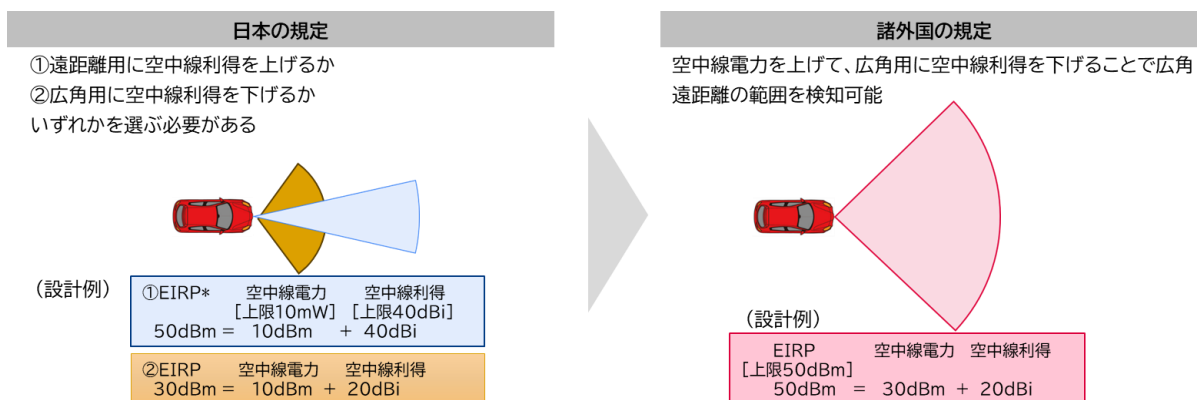 日本の規定
①遠距離用に空中線利得を上げるか
②広角用に空中線利得を下げるか
いずれかを選ぶ必要がある
(設計例)
①EIRP* 空中線電力 空中線利得
[上限10mW] [上限40dBi]
50dBm = 10dBm + 40dBi
②EIRP 空中線電力 空中線利得
30dBm = 10dBm + 20dBi
諸外国の規定
空中線電力を上げて、広角用に空中線利得を下げることで広角
遠距離の範囲を検知可能
(設計例)
EIRP 空中線電力 空中線利得
[上限50dBm]
50dBm = 30dBm + 20dBi